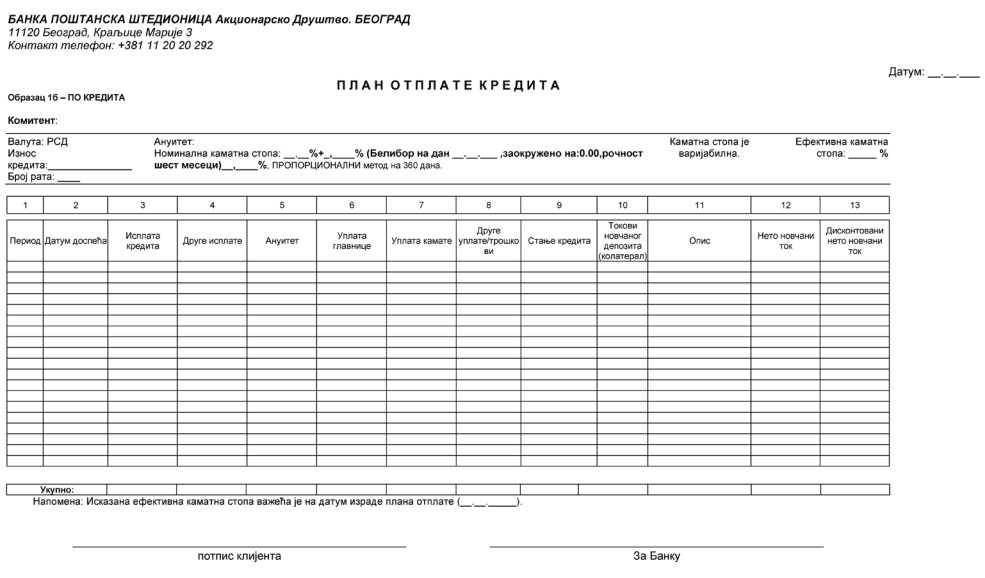 БАНКА ПОШТАНСКА ШТЕДИОНИЦА Акционарско Друштво. БЕОГРАД
11120 Београд, Краљице Марије 3
Контакт телефон: +381 11 20 20 292
Датум: __.__.___
П Л А Н  О Т П Л А Т Е  К Р Е Д И Т А
Образац 1б – ПО КРЕДИТА
Комитент:
Валута: РСД
Износ
кредита:_______________
Број рата: ____
Ануитет:
Номинална каматна стопа: __.__%+_,____% (Белибор на дан __.__.___ ,заокружено на:0.00,рочност
шест месеци)__,____%, ПРОПОРЦИОНАЛНИ метод на 360 дана.
Каматна стопа је
варијабилна.
Ефективна каматна
стопа: _____ %
1 2 3 4 5 6 7 8 9 10 11 12 13
Период
Датум доспећа
Исплата
кредита
Друге исплате
Ануитет
Уплата
главнице
Уплата камате
Друге
уплате/трошко
ви
Стање кредита
Токови
новчаног
депозита
(колатерал)
Опис
Нето новчани
ток
Дисконтовани
нето новчани
ток
Укупно:
Напомена: Исказана ефективна каматна стопа важећа је на датум израде плана отплате (__.__._____).
потпис клијента
За Банку